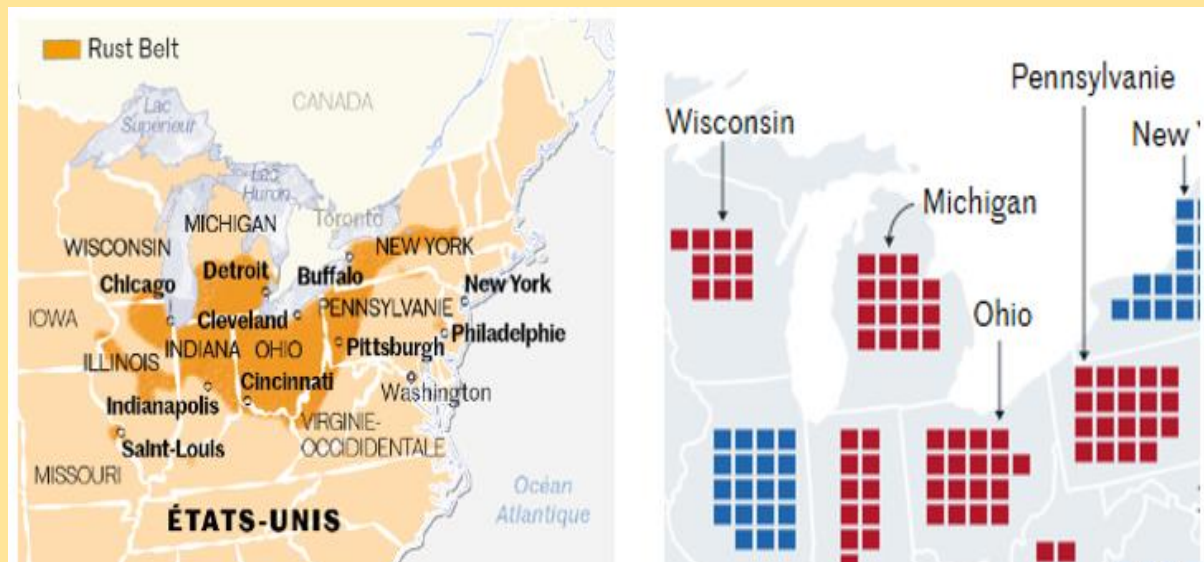 Rust Belt
CANADA
Lac
Supérieur
Lac
Huron
MICHIGAN
Toronto
WISCONSIN
NEW YORK
Detroit
Buffalo
Chicago
New York
IOWA
Cleveland
PENNSYLVANIE
Philadelphie
ILLINOIS
INDIANA
OHIO
Pittsburgh
Cincinnati
Washington
Indianapolis
VIRGINIE-
OCCIDENTALE
Saint-Louis
MISSOURI
Océan
Atlantique
ÉTATS-UNIS
Pennsylvanie
Wisconsin
New
Michigan
Ohio